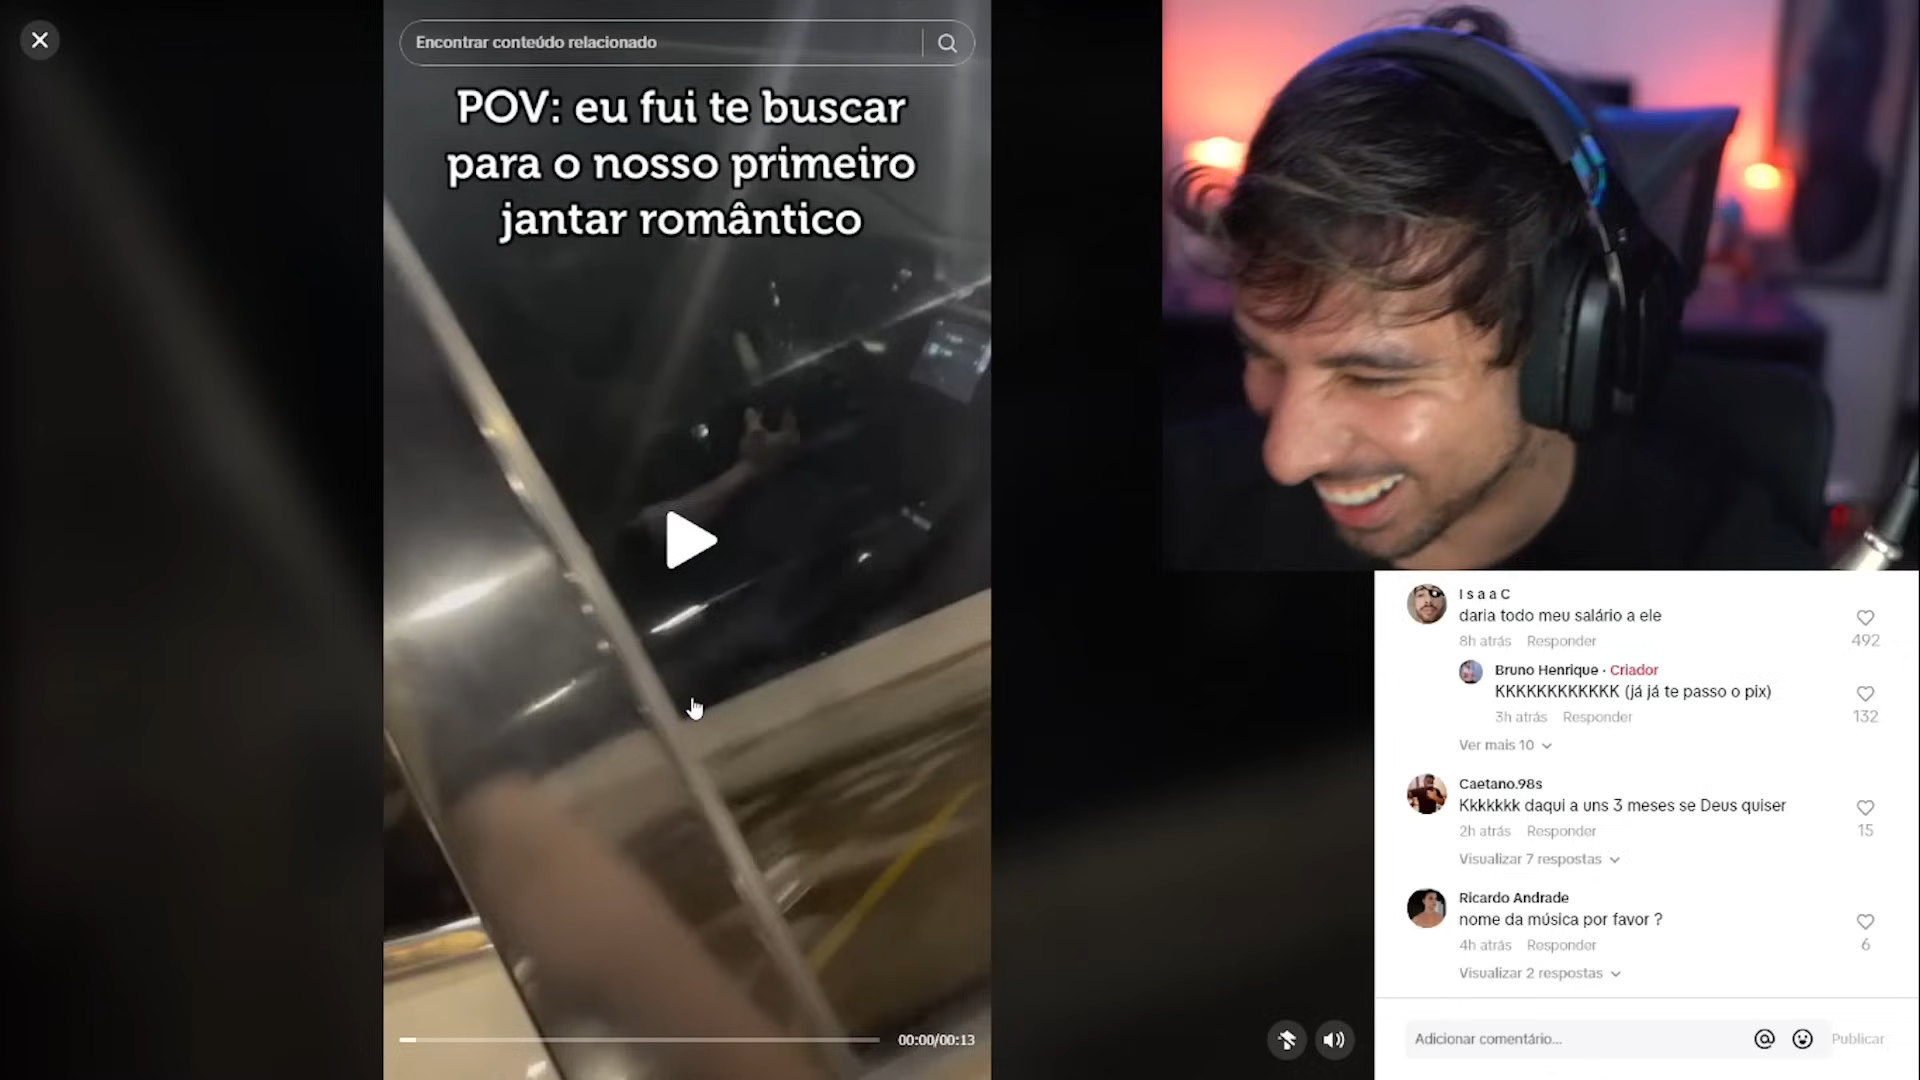 Encontrar conteúdo relacionado
POV: eu fui te buscar
para o nosso primeiro
jantar romântico
00:00/00:13
I s a a C
daria todo meu salário a ele
8h atrás Responder
492
Bruno Henrique · Criador
KKKKKKKKKKKK (já já te passo o pix)
3h atrás Responder
132
Ver mais 10
Caetano.98s
Kkkkkkk daqui a uns 3 meses se Deus quiser
2h atrás Responder
15
Visualizar 7 respostas
Ricardo Andrade
nome da música por favor ?
4h atrás Responder
6
Visualizar 2 respostas
Adicionar comentário...
Publicar